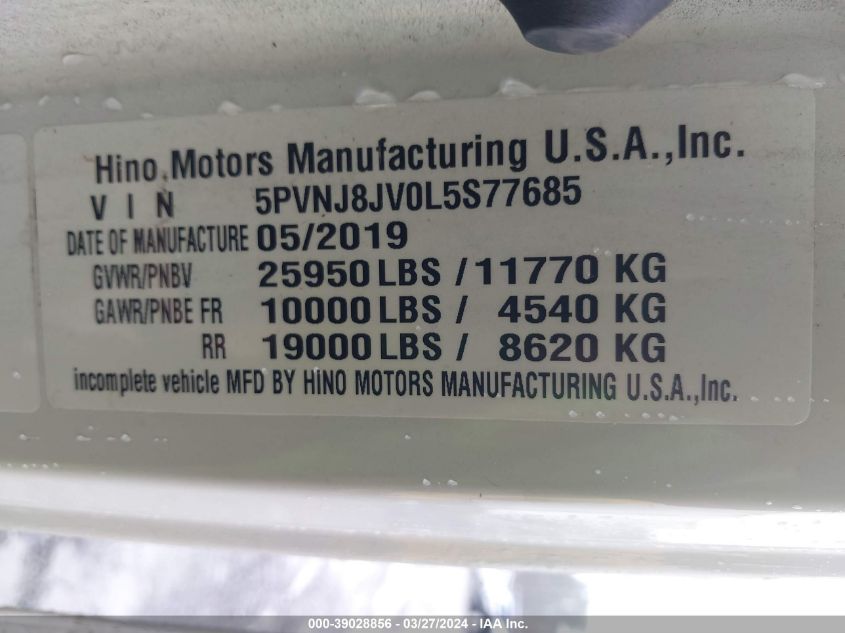 Hino Motors Manufacturing U.S.A.,Inc.
V I N 5PVNJ8JV0L5S77685
DATE OF MANUFACTURE 05/2019
GVWR/PNBV 25950 LBS / 11770 KG
GAWR/PNBE FR 10000 LBS / 4540 KG
RR 19000 LBS / 8620 KG
incomplete vehicle MFD BY HINO MOTORS MANUFACTURING U.S.A.,Inc.
000-39028856 - 03/27/2024 - IAA Inc.